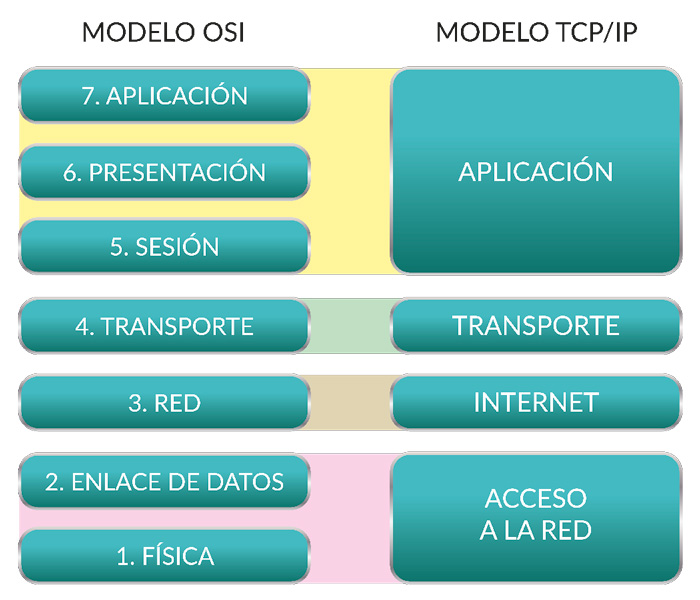 MODELO OSI
MODELO TCP/IP
7. APLICACIÓN
6. PRESENTACIÓN
5. SESIÓN
APLICACIÓN
4. TRANSPORTE
TRANSPORTE
3. RED
INTERNET
2. ENLACE DE DATOS
1. FÍSICA
ACCESO
A LA RED